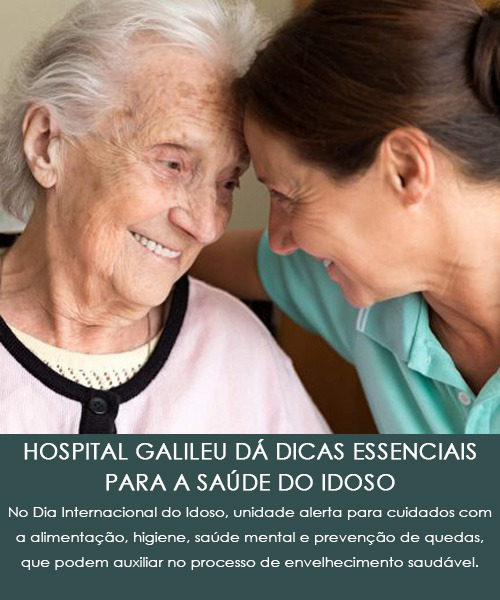 HOSPITAL GALILEU DÁ DICAS ESSENCIAIS
PARA A SAÚDE DO IDOSO
No Dia Internacional do Idoso, unidade alerta para cuidados com
a alimentação, higiene, saúde mental e prevenção de quedas,
que podem auxiliar no processo de envelhecimento saudável.